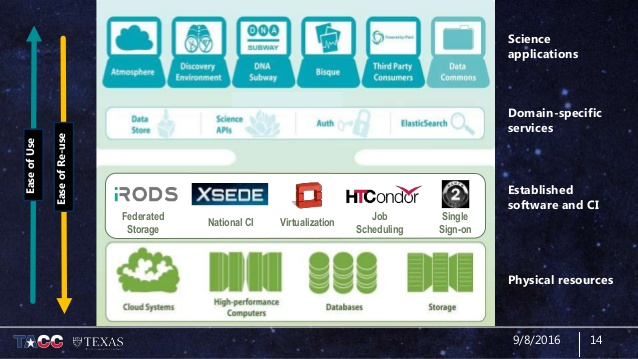 Ease of Use
Ease of Re-use
Atmosphere
Discovery
Environment
DNA
SUBWAY
DNA
Subway
Bisque
Third Party
Consumers
Data
Commons
Science
applications
Data
Store
Science
APIs
Auth
ElasticSearch
Domain-specific
services
iRODS
XSEDE
HTCondor
2
Federated
Storage
National CI
Virtualization
Job
Scheduling
Single
Sign-on
Established
software and CI
Cloud Systems
High-performance
Computers
Databases
Storage
Physical resources
TACC
TEXAS
9/8/2016
14